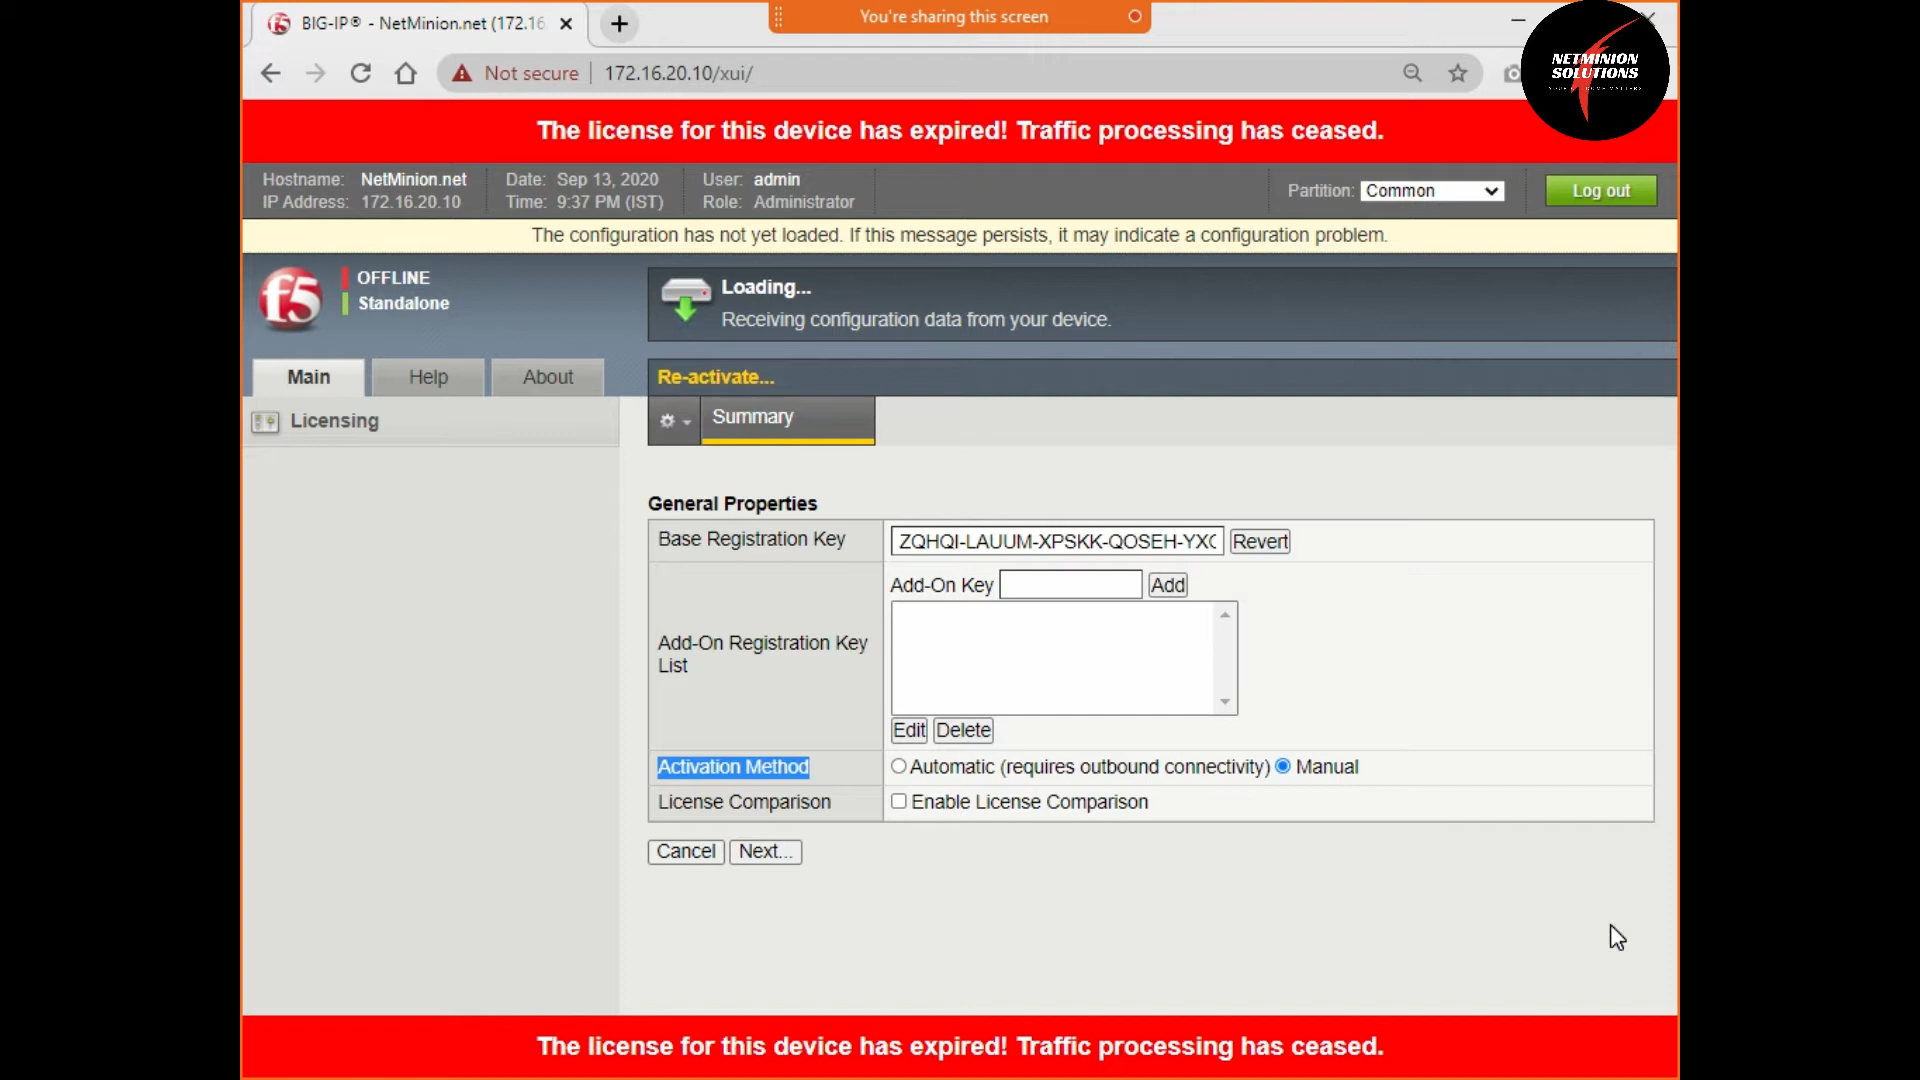 BIG-IP® - NetMinion.net (172.16
You're sharing this screen
NETMINION
SOLUTIONS
Not secure
172.16.20.10/xui/
The license for this device has expired! Traffic processing has ceased.
Hostname: NetMinion.net
IP Address: 172.16.20.10
Date: Sep 13, 2020
Time: 9:37 PM (IST)
User: admin
Role: Administrator
Partition: Common
Log out
The configuration has not yet loaded. If this message persists, it may indicate a configuration problem.
f5
OFFLINE
Standalone
Loading...
Receiving configuration data from your device.
Main
Help
About
Re-activate...
Licensing
Summary
General Properties
Base Registration Key
ZQHQI-LAUUM-XPSKK-QOSEH-YX
Revert
Add-On Key
Add
Add-On Registration Key
List
Edit
Delete
Activation Method
Automatic (requires outbound connectivity)
Manual
License Comparison
Enable License Comparison
Cancel
Next...
The license for this device has expired! Traffic processing has ceased.